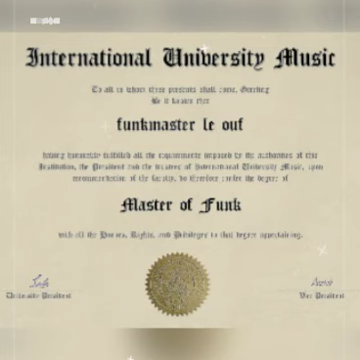 International University Music
To all to whom these presents shall come, Greeting
Be it known that
funkmaster le ouf
having honorably fulfilled all the requirements imposed by the authorities of this
Institution, the President and the Trustees of International University Music, upon
recommendation of the faculty, do therefore confer the degree of
Master of Funk
with all the Honors, Rights, and Privileges to that degree appertaining.
University President
Vice President